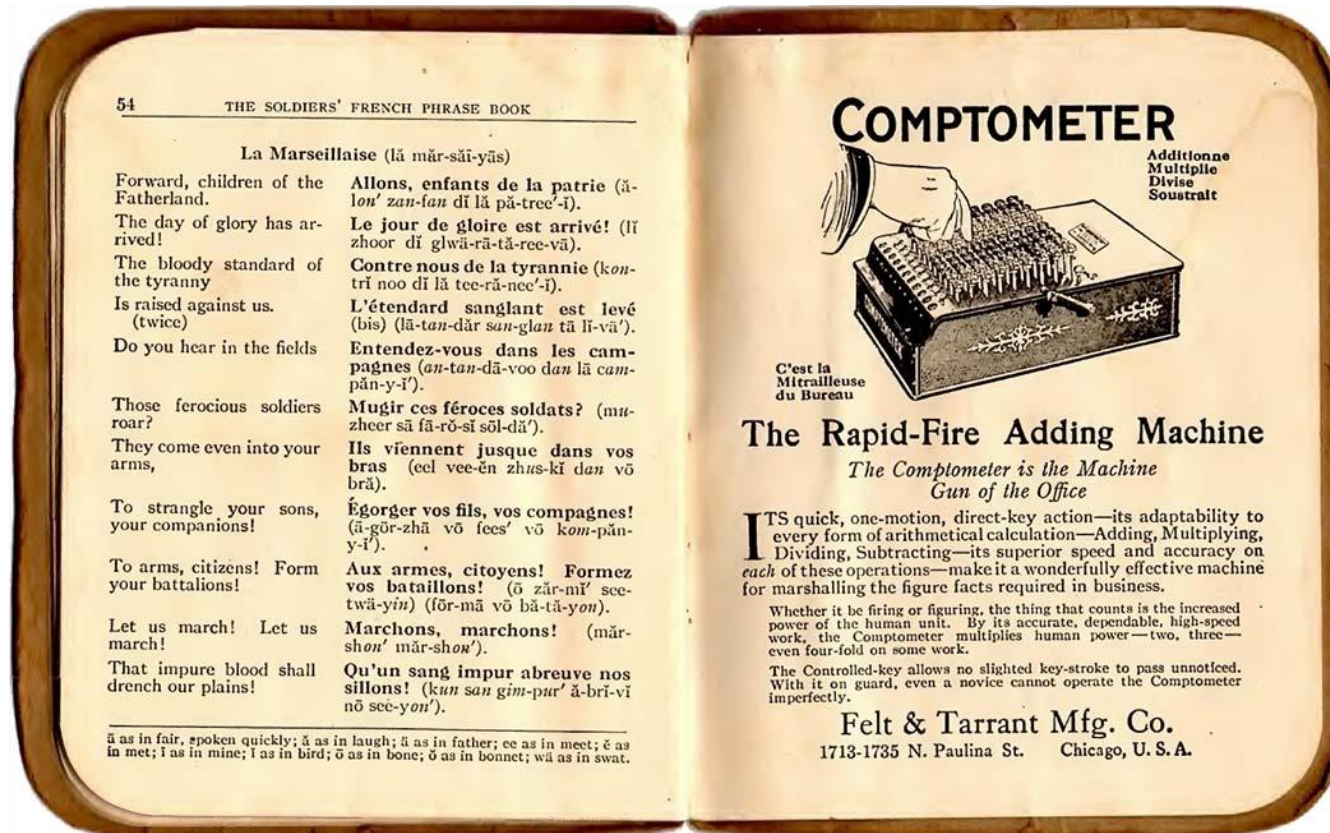 54 THE SOLDIERS' FRENCH PHRASE BOOK
La Marseillaise (lă măr-săī-yās)
Forward, children of the
Fatherland.
Allons, enfants de la patrie (ă-
lon' zan-fan dĭ lă pă-tree'-ĭ).
The day of glory has ar-
rived!
Le jour de gloire est arrivé! (lĭ
zhoor dĭ glwä-rā-tă-ree-vā).
The bloody standard of
the tyranny
Contre nous de la tyrannie (kon-
trĭ noo dĭ lă tee-ră-nee'-ĭ).
Is raised against us.
(twice)
L'étendard sanglant est levé
(bis) (lā-tan-dăr san-glan tā lĭ-vā').
Do you hear in the fields
Entendez-vous dans les cam-
pagnes (an-tan-dā-voo dan lā cam-
păn-y-ĭ').
Those ferocious soldiers
roar?
Mugir ces féroces soldats? (mu-
zheer sā fā-rŏ-sĭ sŏl-dă').
They come even into your
arms,
Ils viennent jusque dans vos
bras (eel vee-ĕn zhus-kĭ dan vō
bră).
To strangle your sons,
your companions!
Égorger vos fils, vos compagnes!
(ā-gŏr-zhā vō fees' vō kom-păn-
y-ĭ').
To arms, citizens! Form
your battalions!
Aux armes, citoyens! Formez
vos bataillons! (ō zăr-mĭ' see-
twä-yin) (fŏr-mā vō bă-tă-yon).
Let us march! Let us
march!
Marchons, marchons! (măr-
shon' măr-shon').
That impure blood shall
drench our plains!
Qu'un sang impur abreuve nos
sillons! (kun san gim-pur' ă-brĭ-vĭ
nō see-yon').
ā as in fair, spoken quickly; ă as in laugh; ä as in father; ee as in meet; ĕ as
in met; ī as in mine; ĭ as in bird; ō as in bone; ŏ as in bonnet; wä as in swat.
COMPTOMETER
Additionne
Multiplie
Divise
Soustrait
C'est la
Mitrailleuse
du Bureau
The Rapid-Fire Adding Machine
The Comptometer is the Machine
Gun of the Office
ITS quick, one-motion, direct-key action—its adaptability to
every form of arithmetical calculation—Adding, Multiplying,
Dividing, Subtracting—its superior speed and accuracy on
each of these operations—make it a wonderfully effective machine
for marshalling the figure facts required in business.
Whether it be firing or figuring, the thing that counts is the increased
power of the human unit. By its accurate, dependable, high-speed
work, the Comptometer multiplies human power—two, three—
even four-fold on some work.
The Controlled-key allows no slighted key-stroke to pass unnoticed.
With it on guard, even a novice cannot operate the Comptometer
imperfectly.
Felt & Tarrant Mfg. Co.
1713-1735 N. Paulina St. Chicago, U. S. A.